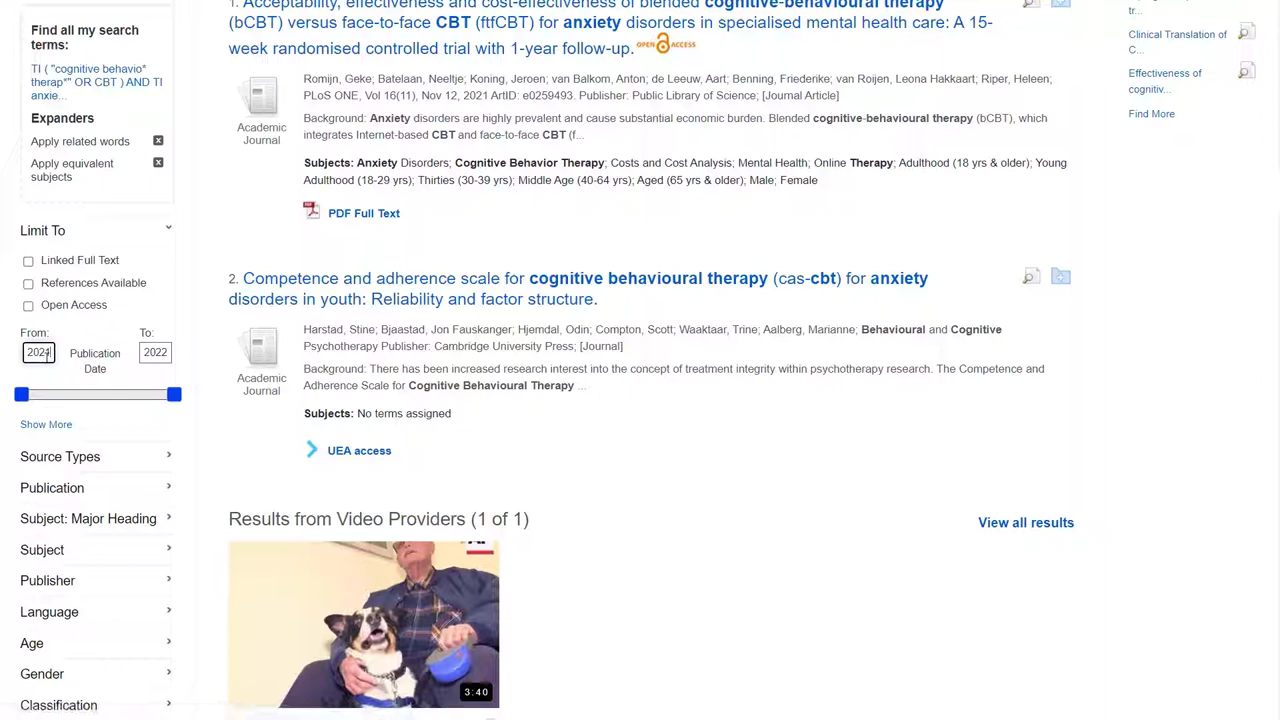 Find all my search
terms:
TI ( "cognitive behavio*
therap*" OR CBT ) AND TI
anxie...
Expanders
Apply related words
Apply equivalent
subjects
Limit To
Linked Full Text
References Available
Open Access
From:
To:
2024
Publication
Date
2022
Show More
Source Types
Publication
Subject: Major Heading
Subject
Publisher
Language
Age
Gender
Classification
1. Acceptability, effectiveness and cost-effectiveness of blended cognitive-behavioural therapy
(bCBT) versus face-to-face CBT (ftfCBT) for anxiety disorders in specialised mental health care: A 15-
week randomised controlled trial with 1-year follow-up. OPEN ACCESS
Academic
Journal
Romijn, Geke; Batelaan, Neeltje; Koning, Jeroen; van Balkom, Anton; de Leeuw, Aart; Benning, Friederike; van Roijen, Leona Hakkaart; Riper, Heleen;
PLoS ONE, Vol 16(11), Nov 12, 2021 ArtID: e0259493. Publisher: Public Library of Science; [Journal Article]
Background: Anxiety disorders are highly prevalent and cause substantial economic burden. Blended cognitive-behavioural therapy (bCBT), which
integrates Internet-based CBT and face-to-face CBT (f...
Subjects: Anxiety Disorders; Cognitive Behavior Therapy; Costs and Cost Analysis; Mental Health; Online Therapy; Adulthood (18 yrs & older); Young
Adulthood (18-29 yrs); Thirties (30-39 yrs); Middle Age (40-64 yrs); Aged (65 yrs & older); Male; Female
PDF Full Text
2. Competence and adherence scale for cognitive behavioural therapy (cas-cbt) for anxiety
disorders in youth: Reliability and factor structure.
Academic
Journal
Harstad, Stine; Bjaastad, Jon Fauskanger; Hjemdal, Odin; Compton, Scott; Waaktaar, Trine; Aalberg, Marianne; Behavioural and Cognitive
Psychotherapy Publisher: Cambridge University Press; [Journal]
Background: There has been increased research interest into the concept of treatment integrity within psychotherapy research. The Competence and
Adherence Scale for Cognitive Behavioural Therapy ...
Subjects: No terms assigned
UEA access
Results from Video Providers (1 of 1)
View all results
3:40
tr...
Clinical Translation of
C...
Effectiveness of
cognitiv...
Find More